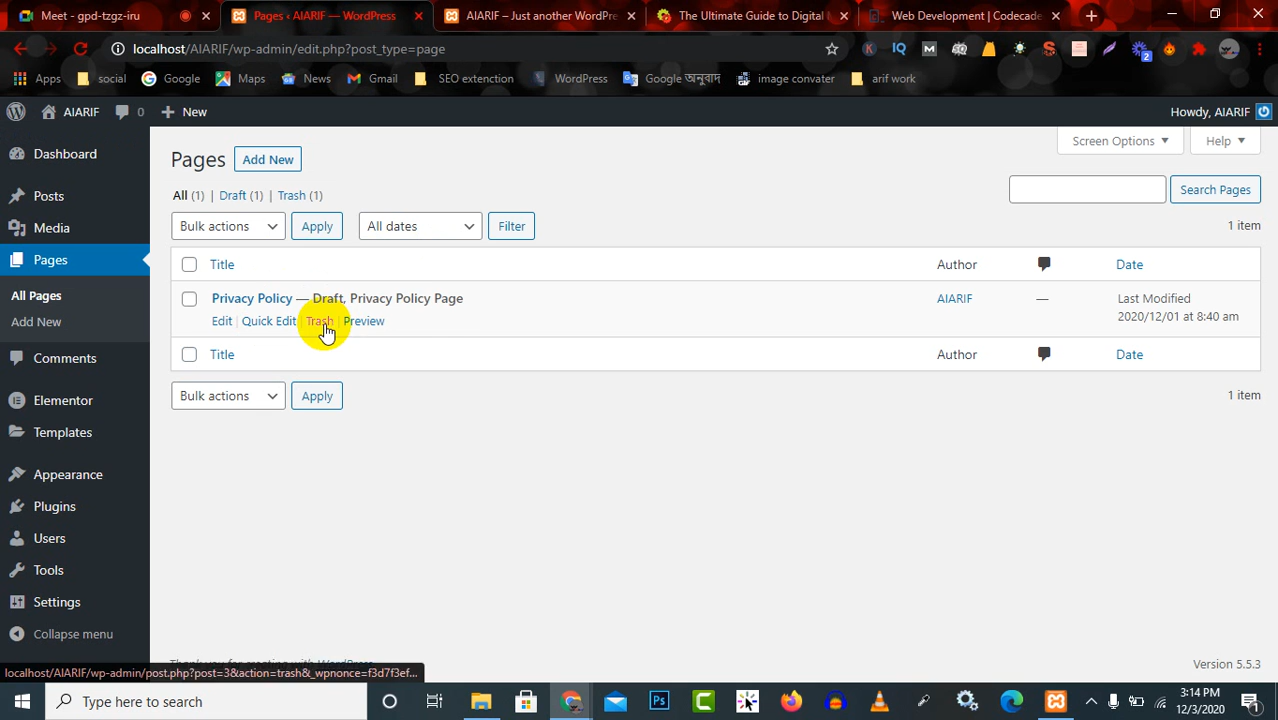 Meet - gpd-tzgz-iru
Pages ‹ AIARIF — WordPress
AIARIF – Just another WordPre
The Ultimate Guide to Digital M
Web Development | Codecade
localhost/AIARIF/wp-admin/edit.php?post_type=page
Apps
social
Google
Maps
News
Gmail
SEO extenction
WordPress
Google অনুবাদ
image convater
arif work
AIARIF
0
New
Howdy, AIARIF
Dashboard
Posts
Media
Pages
All Pages
Add New
Comments
Elementor
Templates
Appearance
Plugins
Users
Tools
Settings
Collapse menu
Screen Options
Help
Pages
Add New
All (1) | Draft (1) | Trash (1)
Search Pages
Bulk actions
Apply
All dates
Filter
1 item
Title
Author
Date
Privacy Policy — Draft, Privacy Policy Page
AIARIF
—
Last Modified
2020/12/01 at 8:40 am
Edit | Quick Edit | Trash | Preview
Title
Author
Date
Bulk actions
Apply
1 item
Version 5.5.3
localhost/AIARIF/wp-admin/post.php?post=3&action=trash&_wpnonce=f3d7f3ef...
Type here to search
3:14 PM
12/3/2020